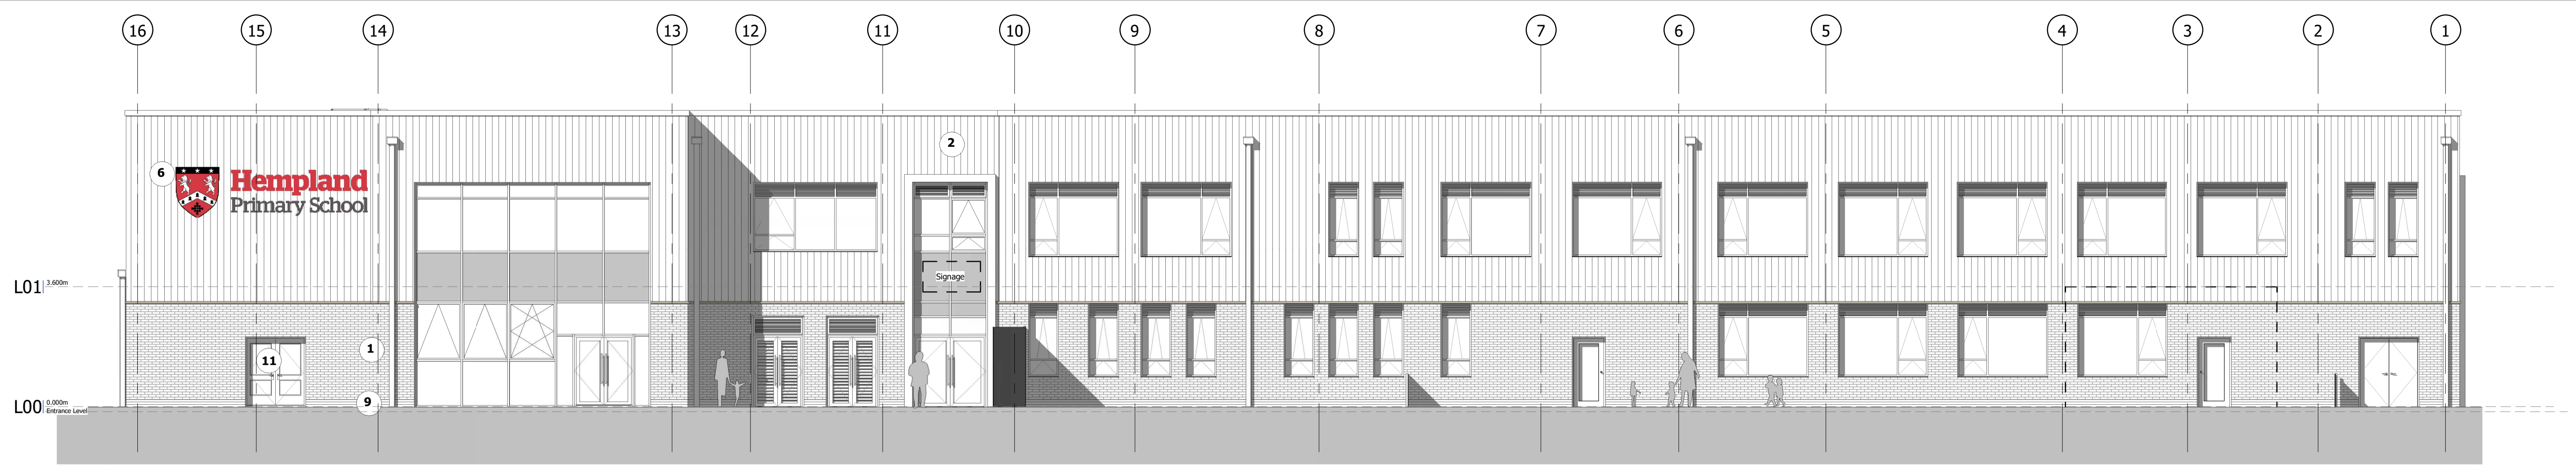 16 15 14 13 12 11 10 9 8 7 6 5 4 3 2 1
2
6
Hempland
Primary School
Signage
L01 3.600m
1
11
9
L00 0.000m
Entrance Level